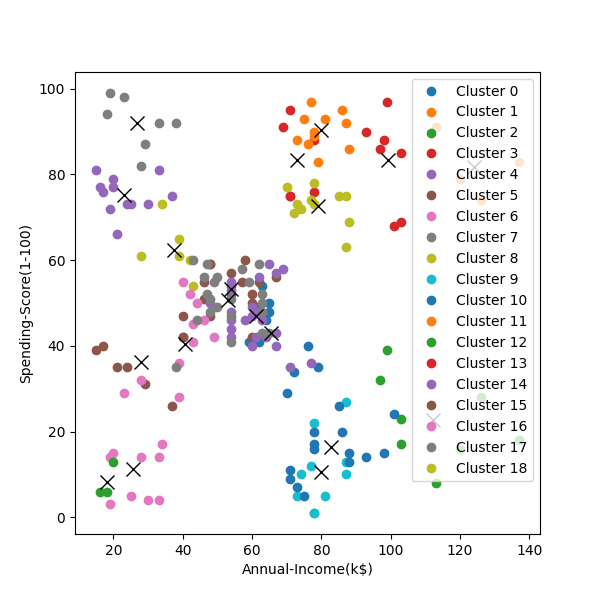 100
80
60
40
20
0
Spending-Score(1-100)
20
40
60
80
100
120
140
Annual-Income(k$)
Cluster 0
Cluster 1
Cluster 2
Cluster 3
Cluster 4
Cluster 5
Cluster 6
Cluster 7
Cluster 8
Cluster 9
Cluster 10
Cluster 11
Cluster 12
Cluster 13
Cluster 14
Cluster 15
Cluster 16
Cluster 17
Cluster 18